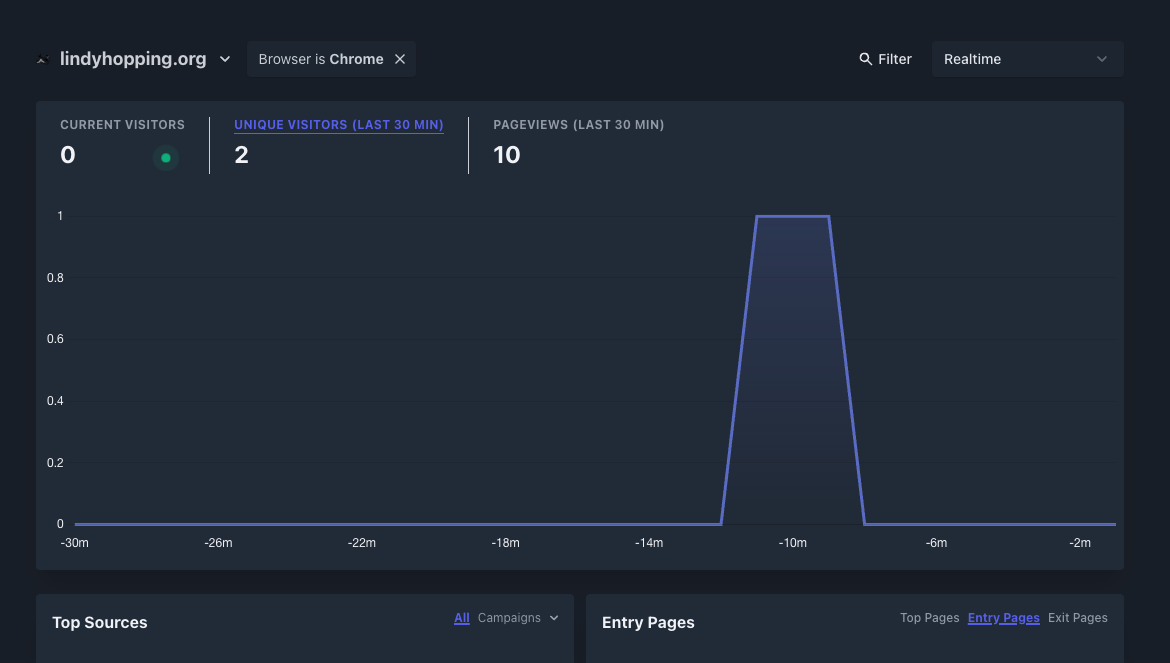 lindyhopping.org Browser is Chrome Filter Realtime
CURRENT VISITORS UNIQUE VISITORS (LAST 30 MIN) PAGEVIEWS (LAST 30 MIN)
0 2 10
1
0.8
0.6
0.4
0.2
0
-30m -26m -22m -18m -14m -10m -6m -2m
Top Sources All Campaigns
Entry Pages Top Pages Entry Pages Exit Pages